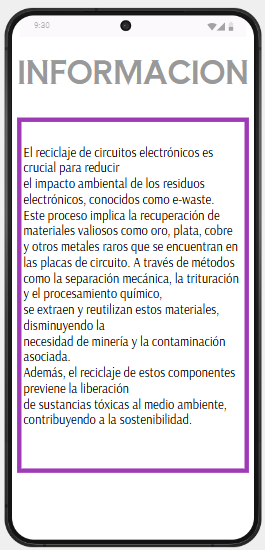 9:30
INFORMACION
El reciclaje de circuitos electrónicos es
crucial para reducir
el impacto ambiental de los residuos
electrónicos, conocidos como e-waste.
Este proceso implica la recuperación de
materiales valiosos como oro, plata, cobre
y otros metales raros que se encuentran en
las placas de circuito. A través de métodos
como la separación mecánica, la trituración
y el procesamiento químico,
se extraen y reutilizan estos materiales,
disminuyendo la
necesidad de minería y la contaminación
asociada.
Además, el reciclaje de estos componentes
previene la liberación
de sustancias tóxicas al medio ambiente,
contribuyendo a la sostenibilidad.